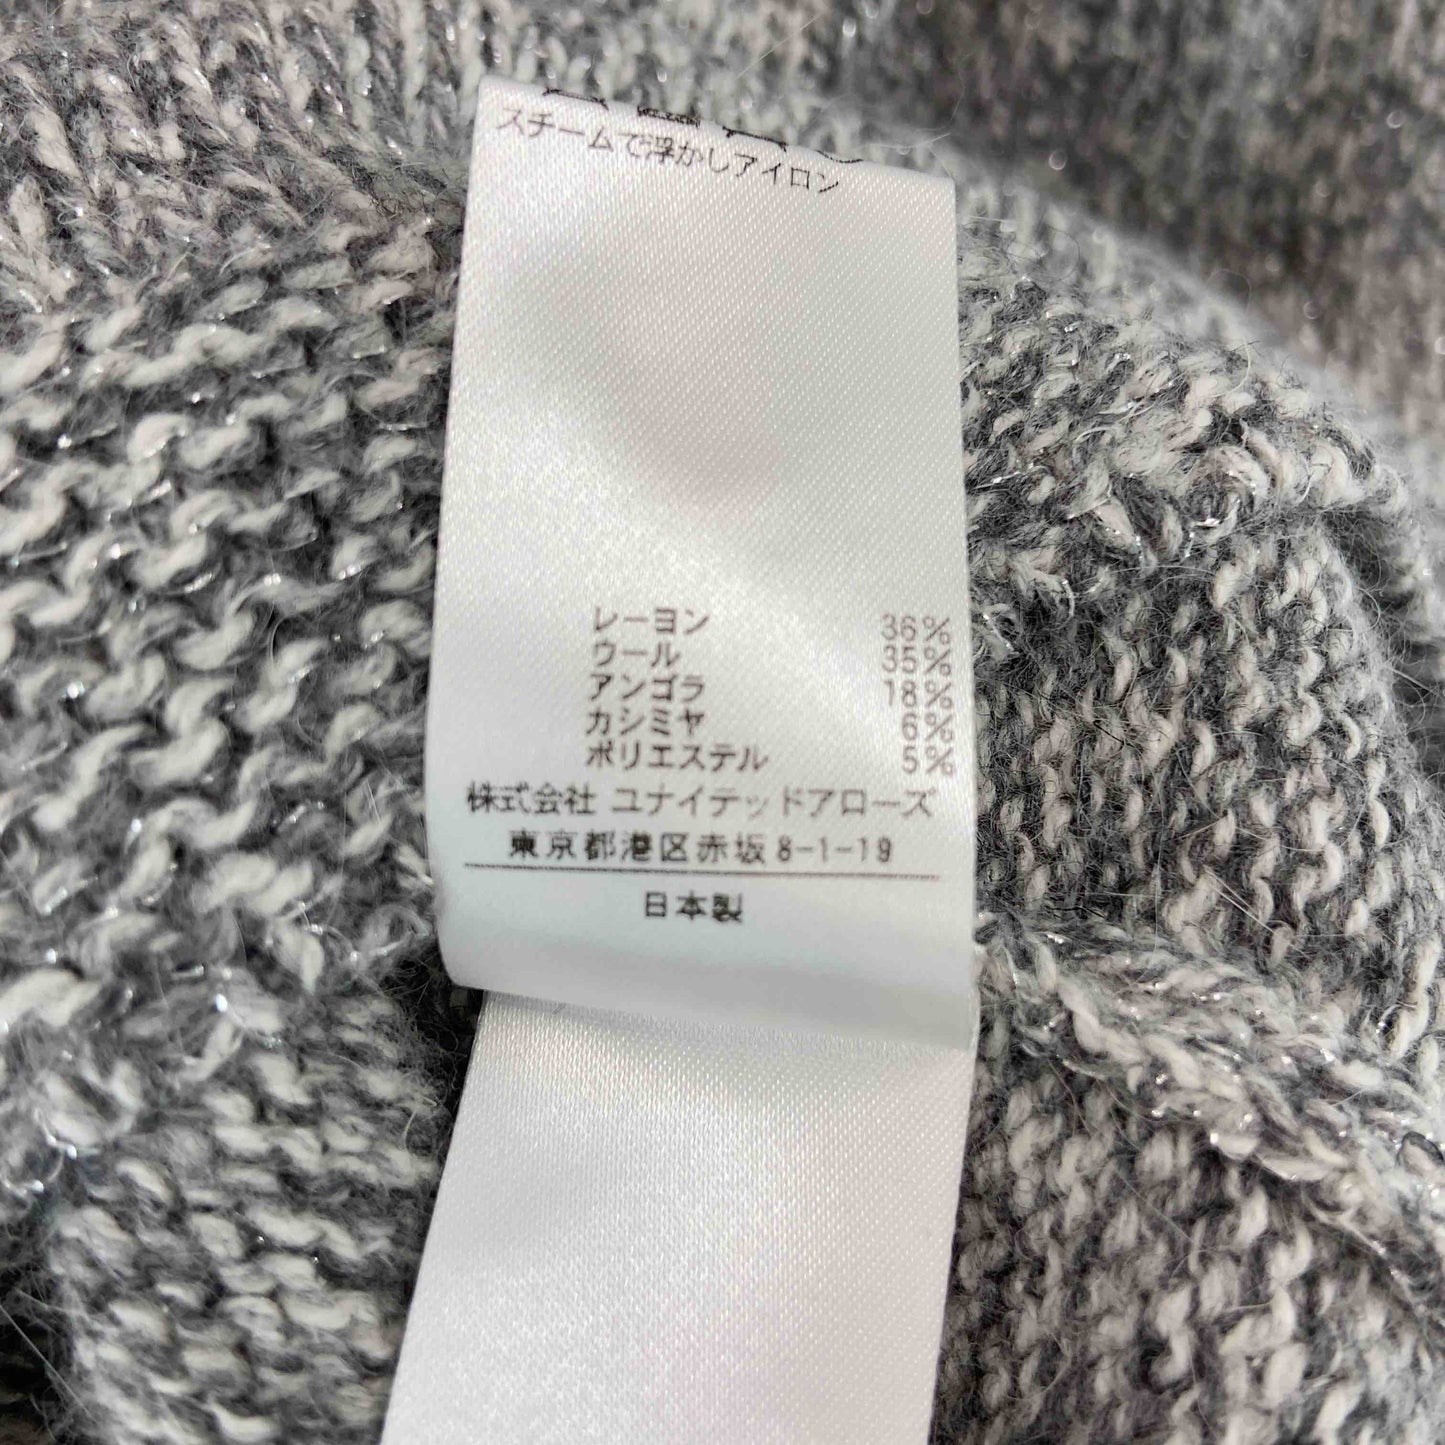 スチームで浮かしアイロン
レーヨン 36%
ウール 35%
アンゴラ 18%
カシミヤ 6%
ポリエステル 5%
株式会社 ユナイテッドアローズ
東京都港区赤坂8-1-19
日本製